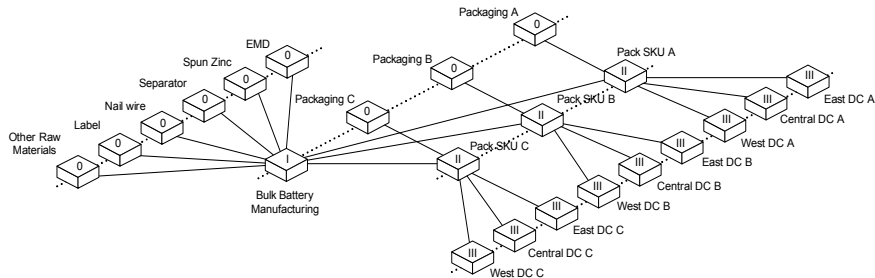 Packaging A
0
EMD
0
Spun Zinc
0
Separator
0
Nail wire
0
Label
0
Other Raw
Materials
0
Packaging B
0
Packaging C
0
Pack SKU A
II
Pack SKU B
II
Pack SKU C
II
I
Bulk Battery
Manufacturing
III
East DC A
III
Central DC A
III
West DC A
III
East DC B
III
Central DC B
III
West DC B
III
East DC C
III
Central DC C
III
West DC C